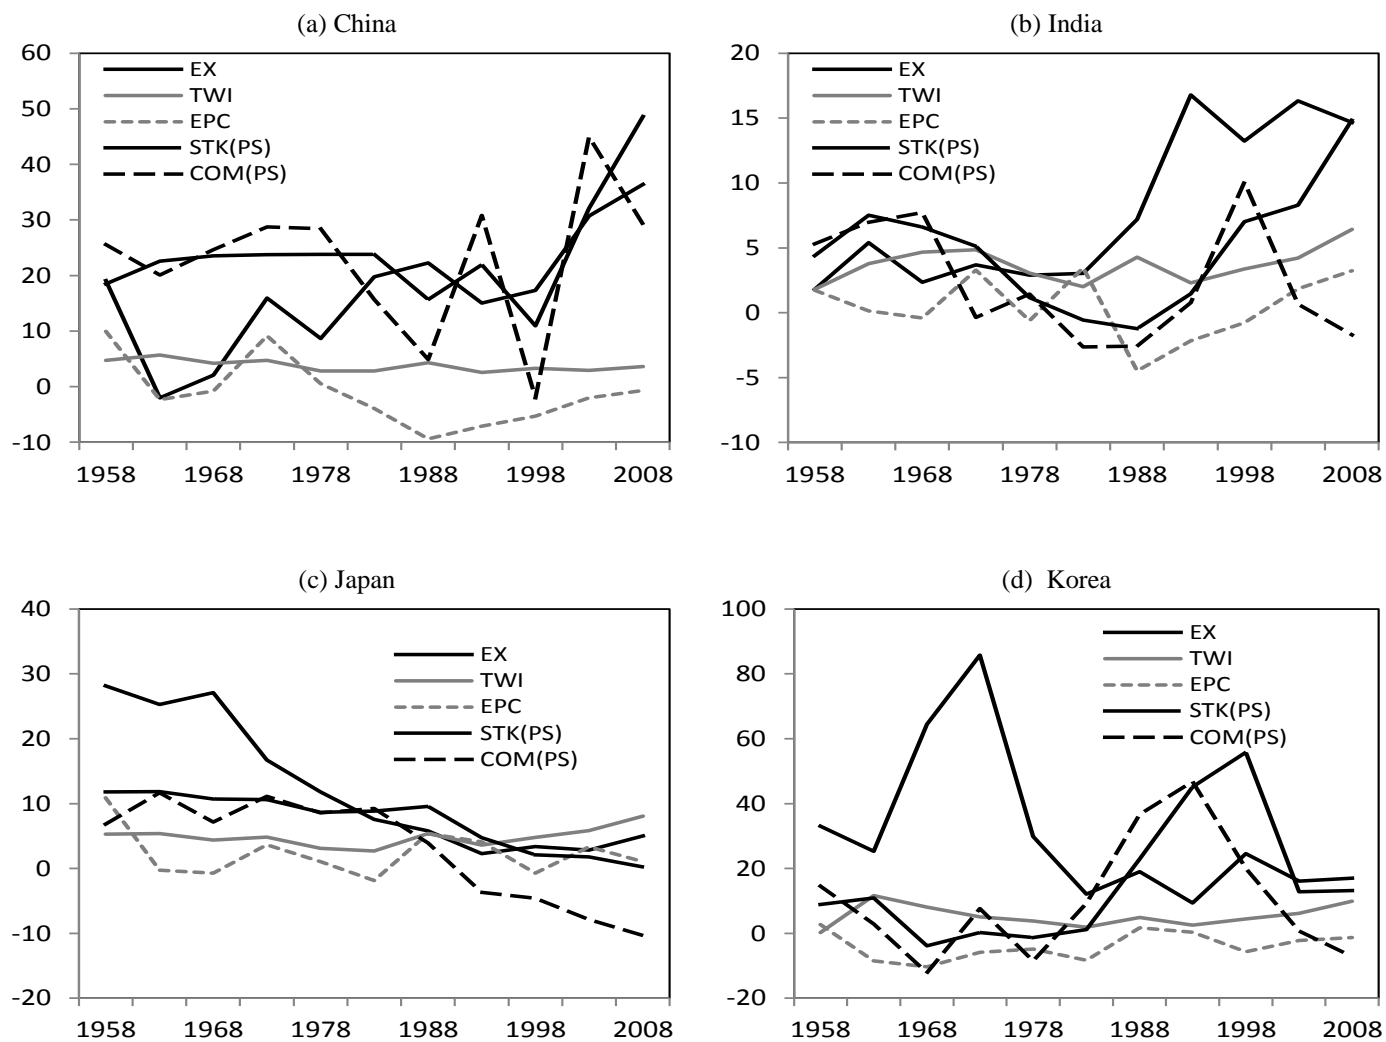 (a) China
60
50
40
30
20
10
0
-10
EX
TWI
EPC
STK(PS)
COM(PS)
1958 1968 1978 1988 1998 2008
(b) India
20
15
10
5
0
-5
-10
EX
TWI
EPC
STK(PS)
COM(PS)
1958 1968 1978 1988 1998 2008
(c) Japan
40
30
20
10
0
-10
-20
EX
TWI
EPC
STK(PS)
COM(PS)
1958 1968 1978 1988 1998 2008
(d) Korea
100
80
60
40
20
0
-20
EX
TWI
EPC
STK(PS)
COM(PS)
1958 1968 1978 1988 1998 2008